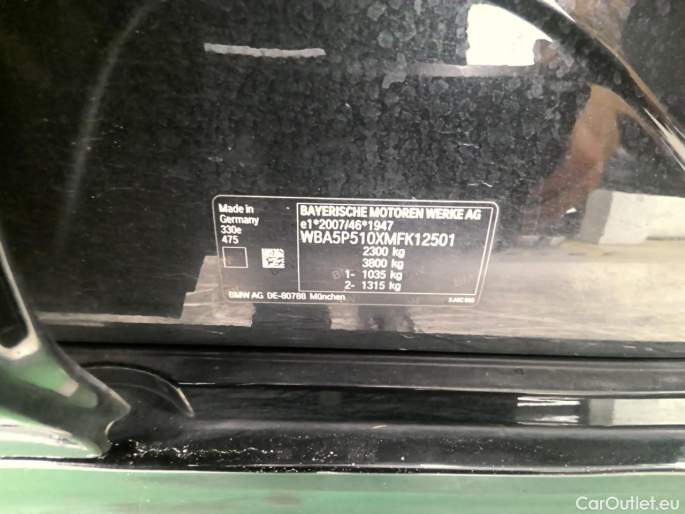 Made in
Germany
330e
475
BAYERISCHE MOTOREN WERKE AG
e1*2007/46*1947
WBA5P510XMFK12501
2300 kg
3800 kg
1- 1035 kg
2- 1315 kg
BMW AG DE-80788 München
CarOutlet.eu